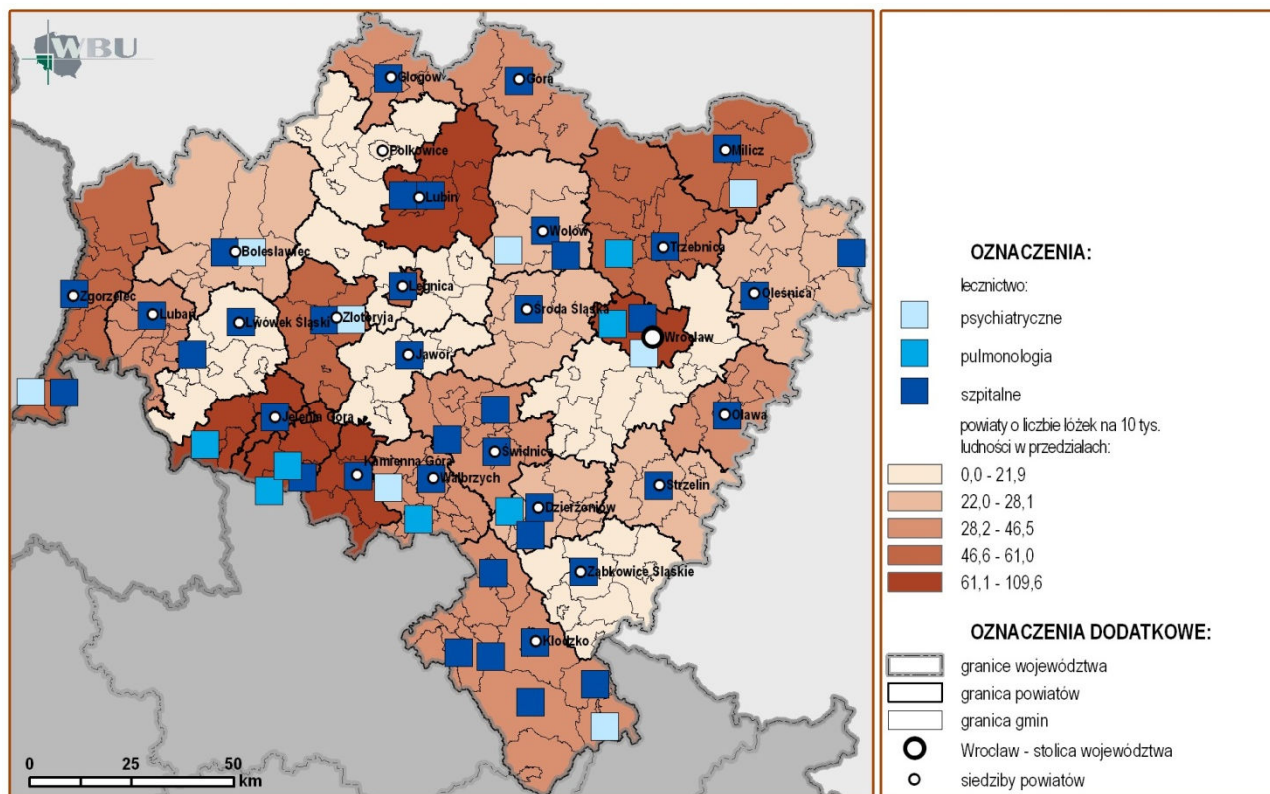 WBU
Głogów
Góra
Polkowice
Milicz
Lubin
Wołów
Trzebnica
Bolesławiec
Zgorzelec
Legnica
Oleśnica
Lubań
Lwówek Śląski
Złotoryja
Środa Śląska
Wrocław
Jawor
Jelenia Góra
Oława
Świdnica
Kamienna Góra
Wałbrzych
Strzelin
Dzierżoniów
Ząbkowice Śląskie
Kłodzko
0 25 50
km
OZNACZENIA:
lecznictwo:
psychiatryczne
pulmonologia
szpitalne
powiaty o liczbie łóżek na 10 tys.
ludności w przedziałach:
0,0 - 21,9
22,0 - 28,1
28,2 - 46,5
46,6 - 61,0
61,1 - 109,6
OZNACZENIA DODATKOWE:
granice województwa
granica powiatów
granica gmin
Wrocław - stolica województwa
siedziby powiatów